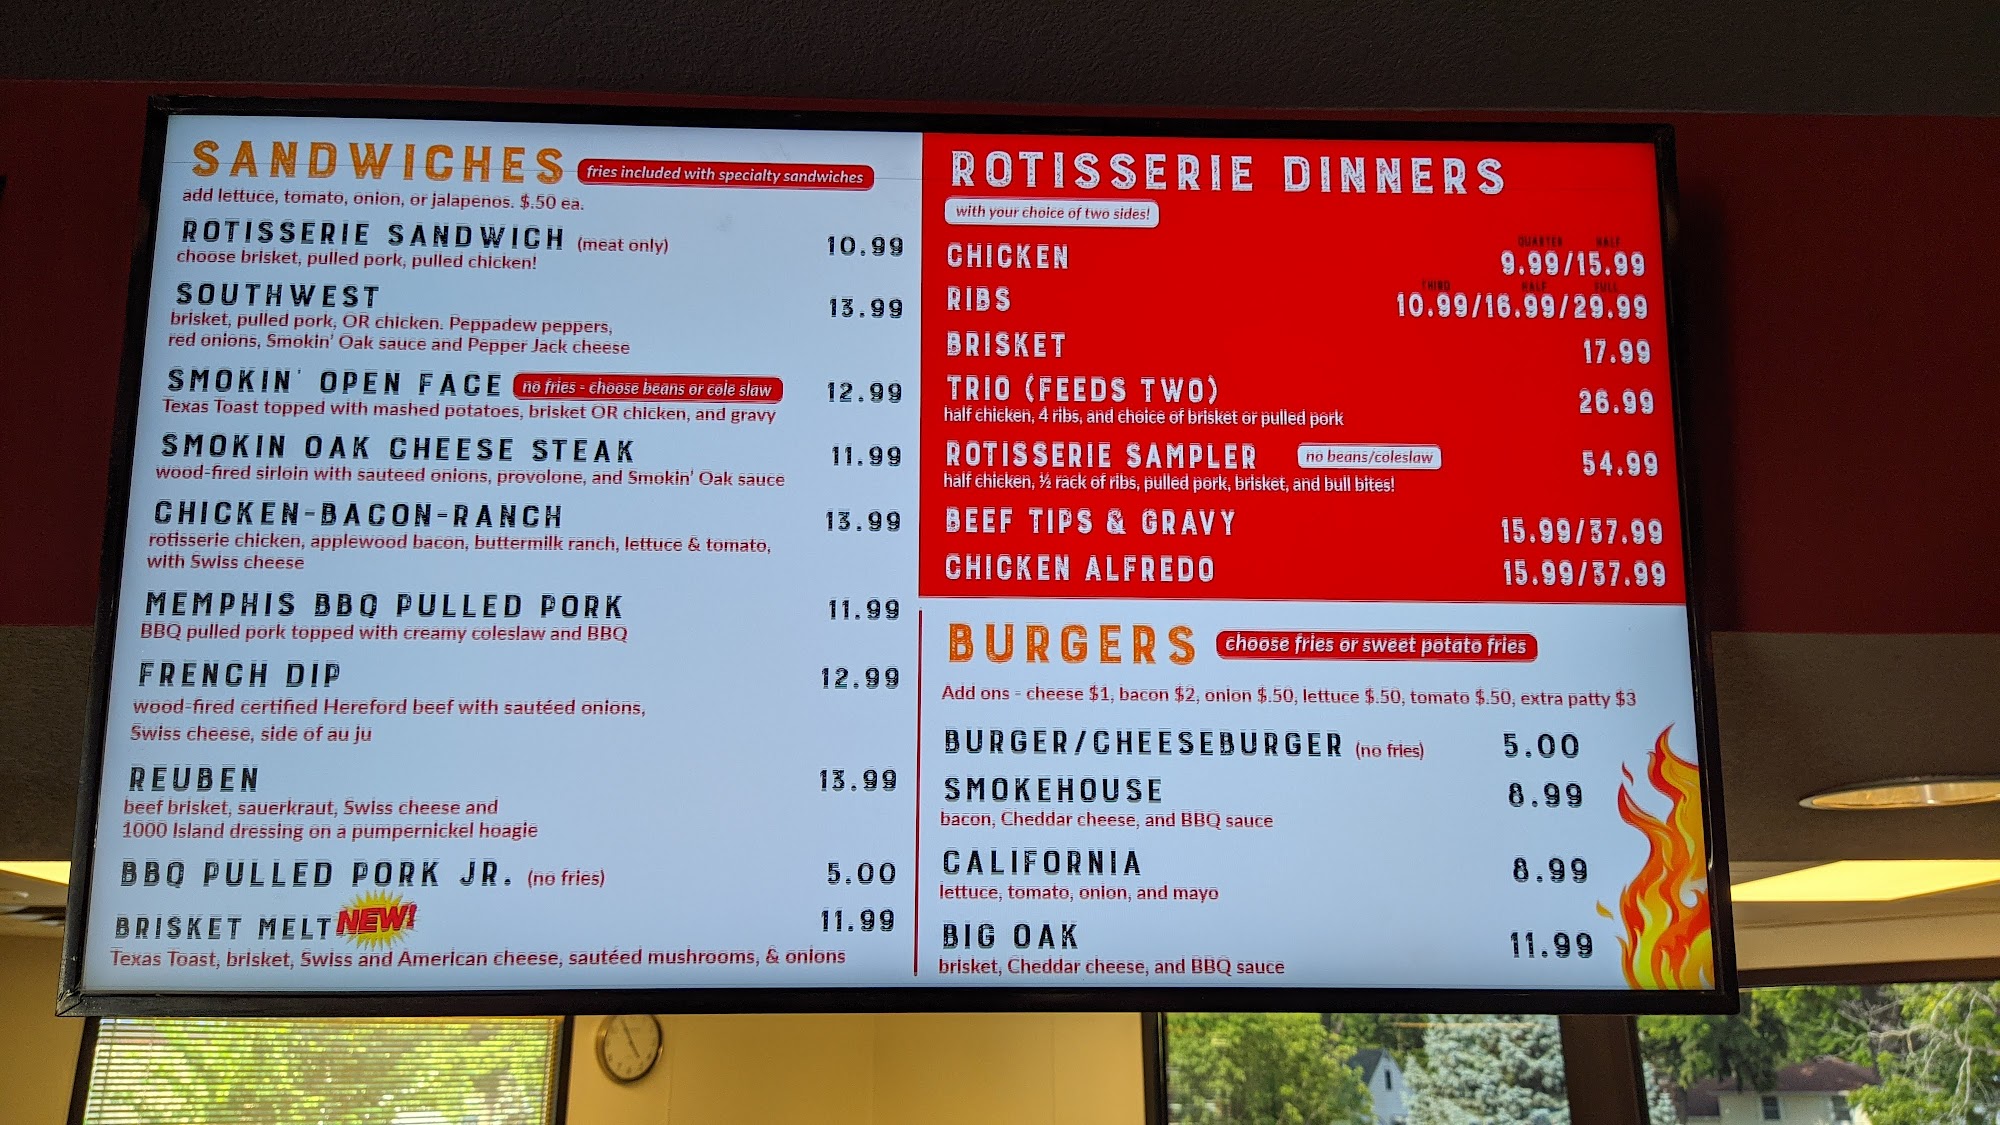 SANDWICHES fries included with specialty sandwiches
add lettuce, tomato, onion, or jalapenos. $.50 ea.
ROTISSERIE SANDWICH (meat only) 10.99
choose brisket, pulled pork, pulled chicken!
SOUTHWEST 13.99
brisket, pulled pork, OR chicken. Peppadew peppers,
red onions, Smokin' Oak sauce and Pepper Jack cheese
SMOKIN' OPEN FACE no fries - choose beans or cole slaw 12.99
Texas Toast topped with mashed potatoes, brisket OR chicken, and gravy
SMOKIN OAK CHEESE STEAK 11.99
wood-fired sirloin with sauteed onions, provolone, and Smokin' Oak sauce
CHICKEN-BACON-RANCH 13.99
rotisserie chicken, applewood bacon, buttermilk ranch, lettuce & tomato,
with Swiss cheese
MEMPHIS BBQ PULLED PORK 11.99
BBQ pulled pork topped with creamy coleslaw and BBQ
FRENCH DIP 12.99
wood-fired certified Hereford beef with sautéed onions,
Swiss cheese, side of au ju
REUBEN 13.99
beef brisket, sauerkraut, Swiss cheese and
1000 Island dressing on a pumpernickel hoagie
BBQ PULLED PORK JR. (no fries) 5.00
BRISKET MELT NEW! 11.99
Texas Toast, brisket, Swiss and American cheese, sautéed mushrooms, & onions
ROTISSERIE DINNERS
with your choice of two sides!
QUARTER HALF
CHICKEN 9.99/15.99
THIRD HALF FULL
RIBS 10.99/16.99/29.99
BRISKET 17.99
TRIO (FEEDS TWO) 26.99
half chicken, 4 ribs, and choice of brisket or pulled pork
ROTISSERIE SAMPLER no beans/coleslaw 54.99
half chicken, ½ rack of ribs, pulled pork, brisket, and bull bites!
BEEF TIPS & GRAVY 15.99/37.99
CHICKEN ALFREDO 15.99/37.99
BURGERS choose fries or sweet potato fries
Add ons - cheese $1, bacon $2, onion $.50, lettuce $.50, tomato $.50, extra patty $3
BURGER/CHEESEBURGER (no fries) 5.00
SMOKEHOUSE 8.99
bacon, Cheddar cheese, and BBQ sauce
CALIFORNIA 8.99
lettuce, tomato, onion, and mayo
BIG OAK 11.99
brisket, Cheddar cheese, and BBQ sauce